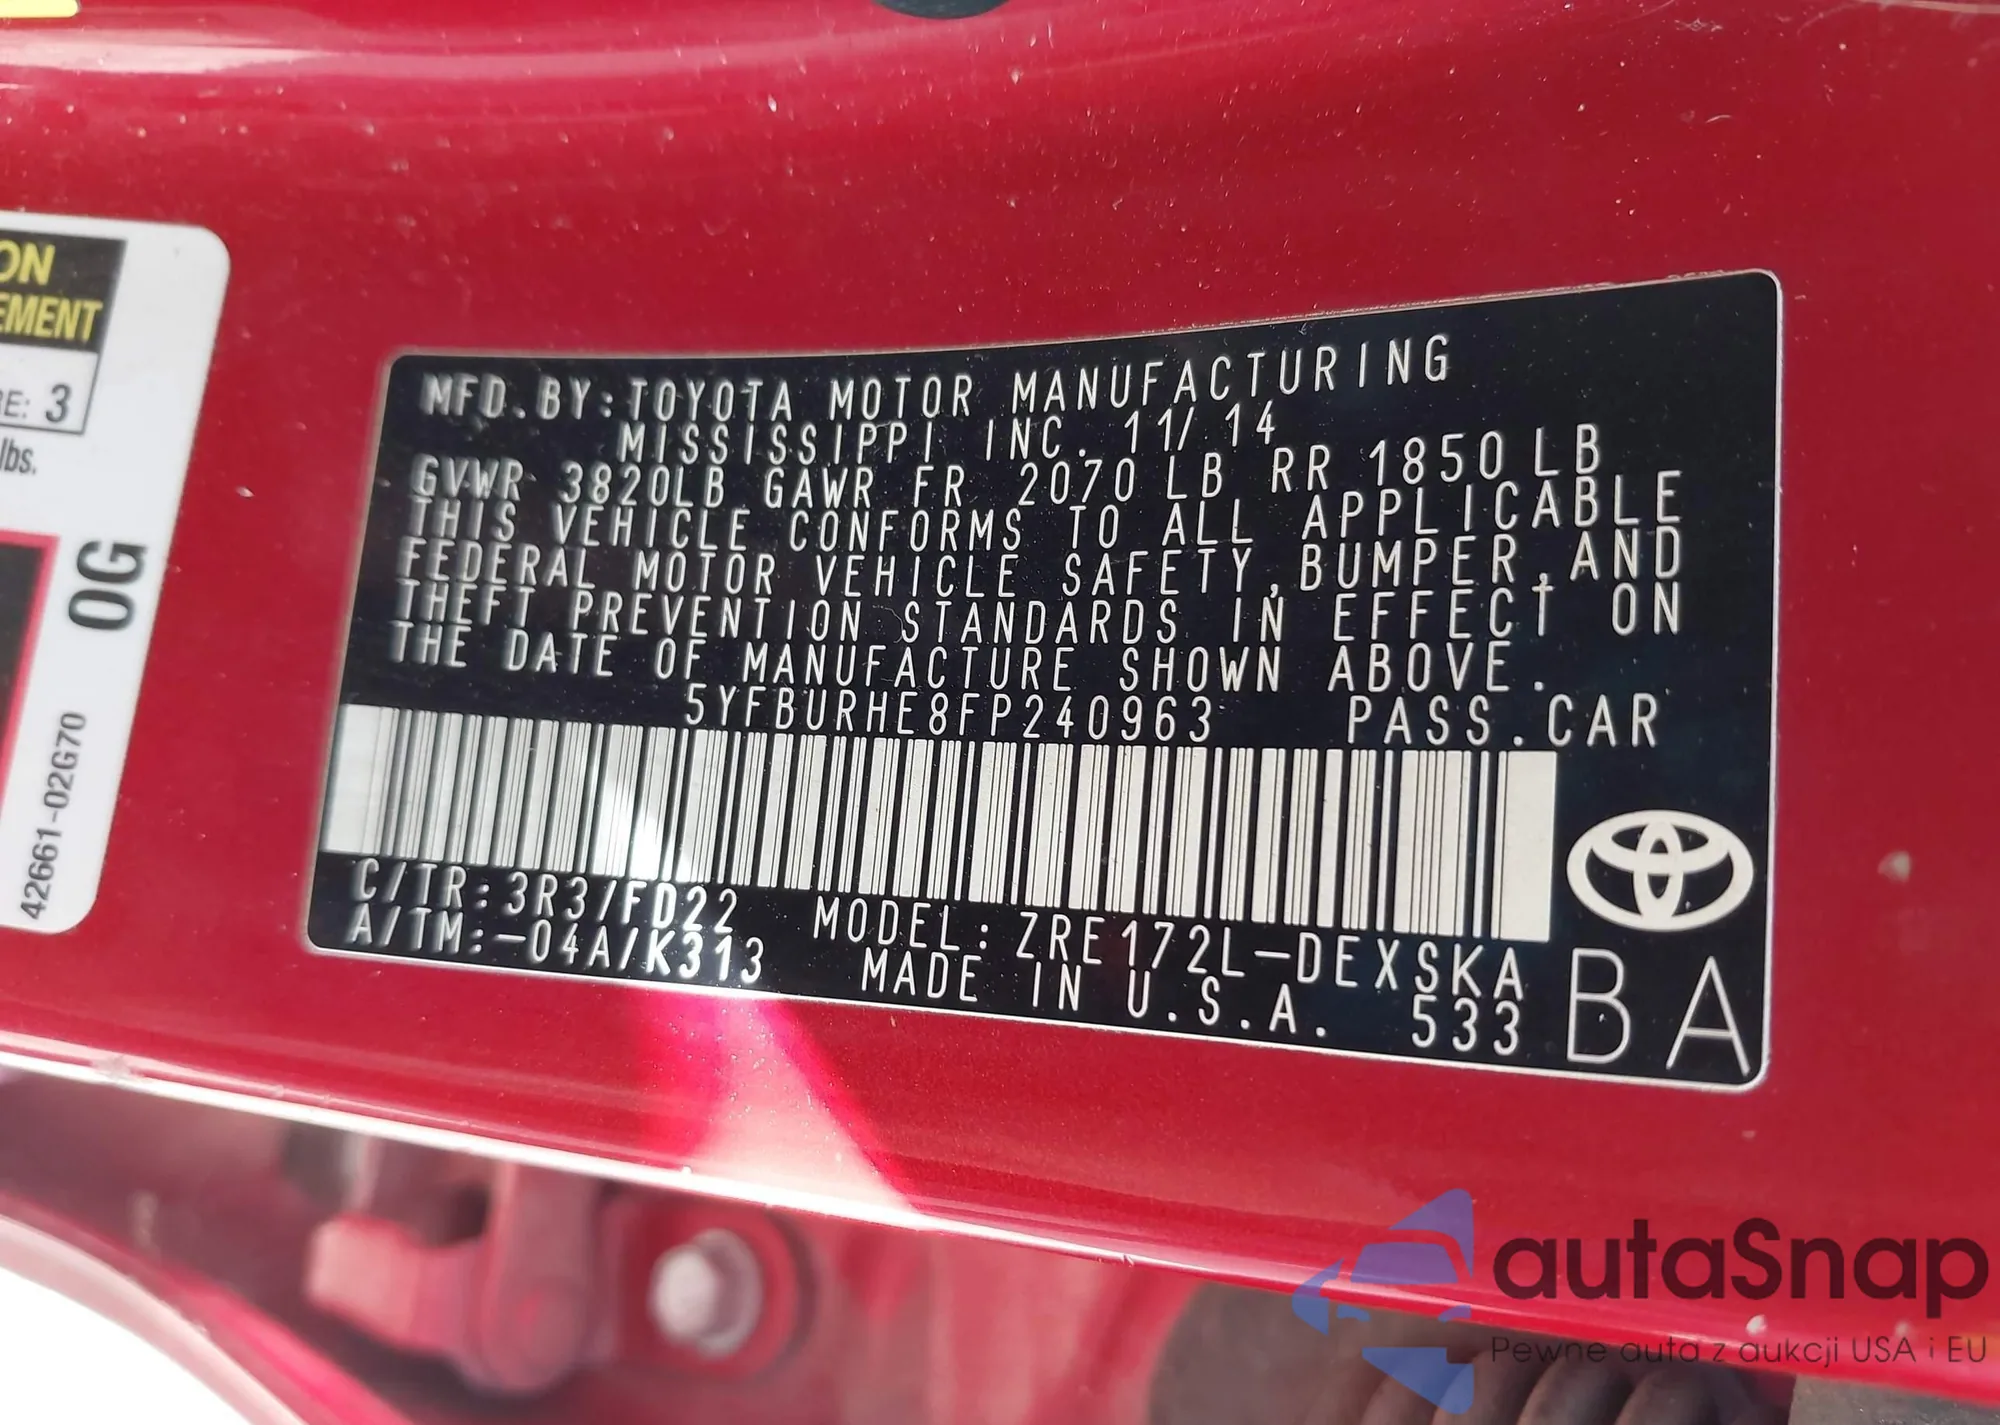 ON
EMENT
RE: 3
lbs.
0G
42661-02G70
MFD. BY: TOYOTA MOTOR MANUFACTURING
MISSISSIPPI INC. 11/14
GVWR 3820LB GAWR FR 2070 LB RR 1850 LB
THIS VEHICLE CONFORMS TO ALL APPLICABLE
FEDERAL MOTOR VEHICLE SAFETY, BUMPER, AND
THEFT PREVENTION STANDARDS IN EFFECT ON
THE DATE OF MANUFACTURE SHOWN ABOVE.
5YFBURHE8FP240963 PASS. CAR
C/TR: 3R3/FD22 MODEL: ZRE172L-DEXSKA
A/TM: -04A/K313 MADE IN U.S.A. 533
BA
autaSnap
Pewne auta z aukcji USA i EU